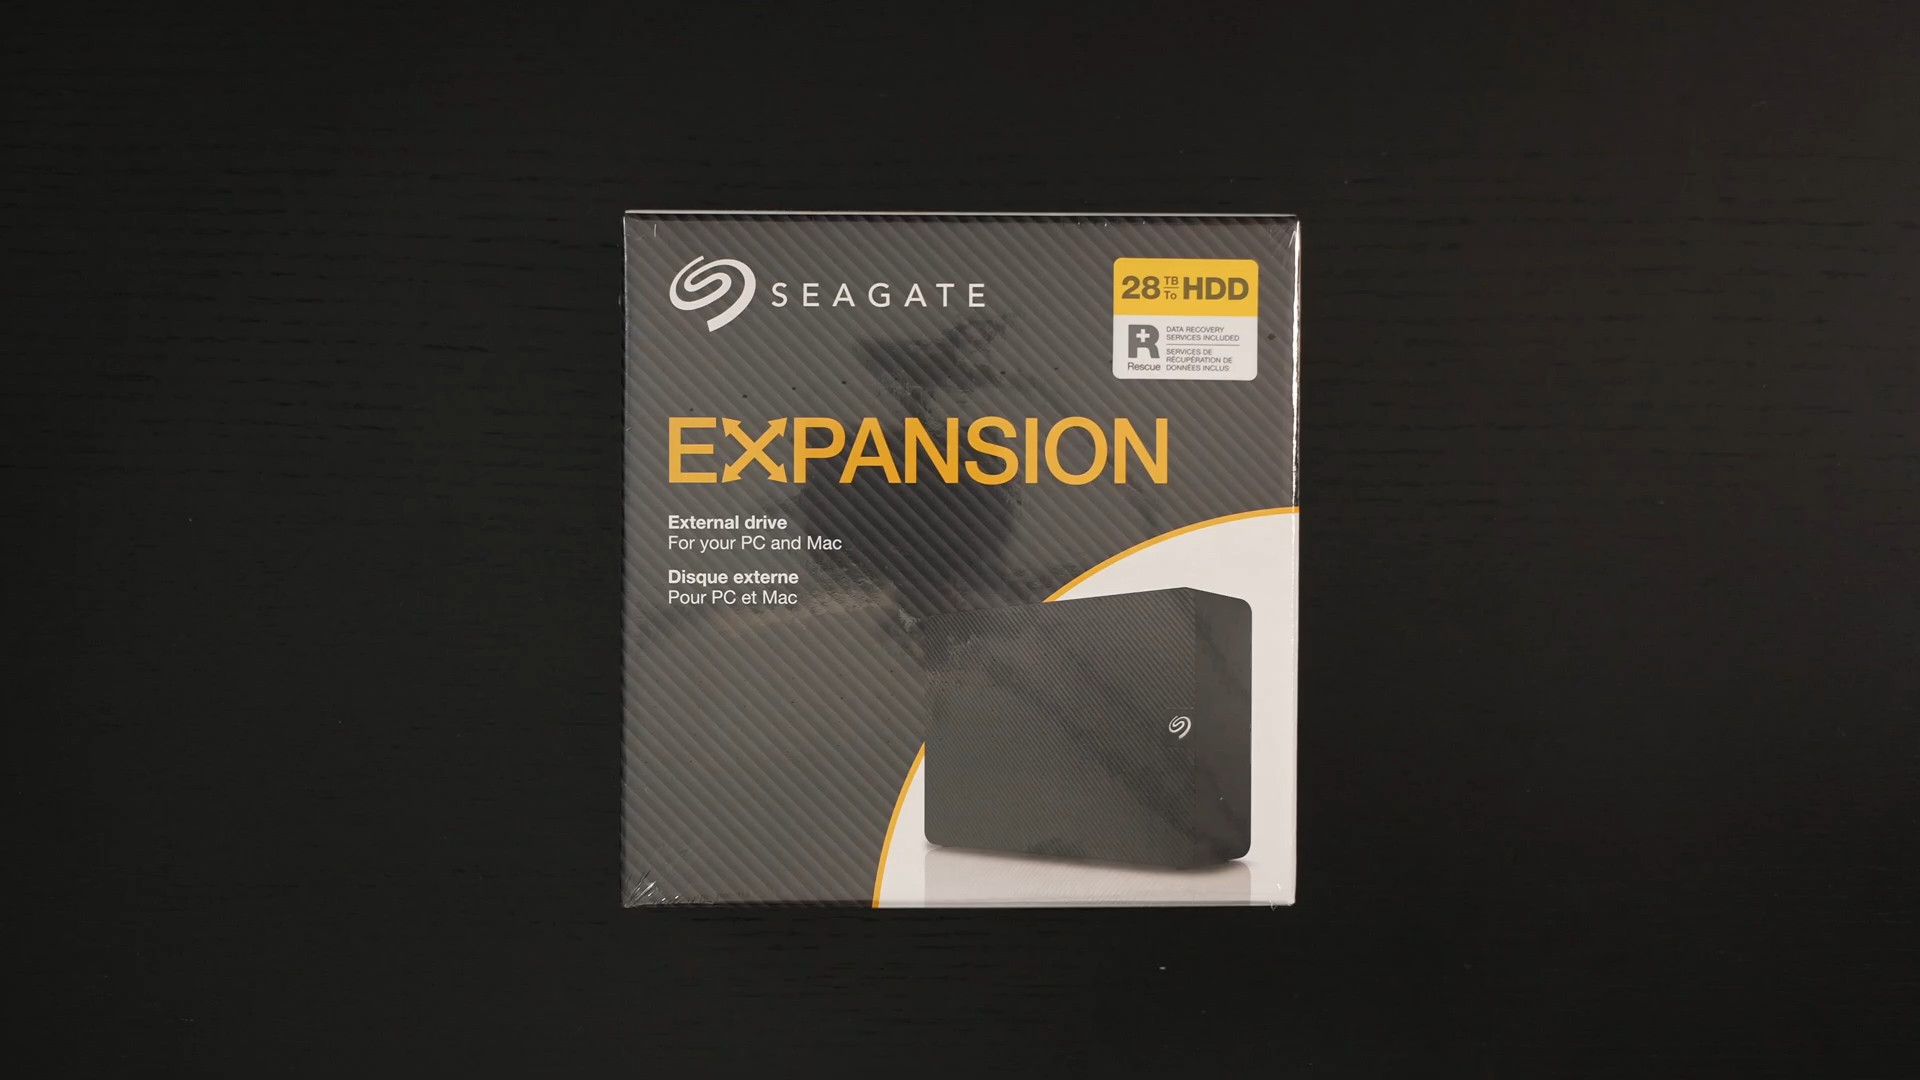 SEAGATE
28 TB To HDD
R
Rescue
DATA RECOVERY
SERVICES INCLUDED
SERVICES DE
RÉCUPÉRATION DE
DONNÉES INCLUS
EXPANSION
External drive
For your PC and Mac
Disque externe
Pour PC et Mac